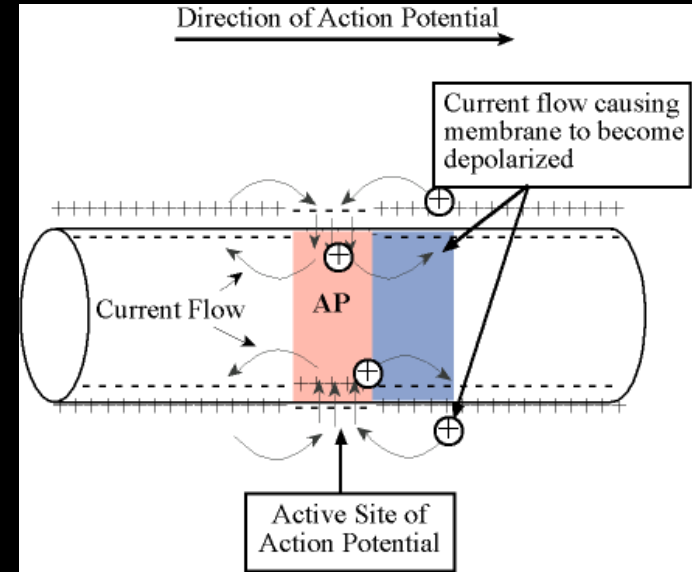 Direction of Action Potential
Current flow causing
membrane to become
depolarized
AP
Current Flow
Active Site of
Action Potential